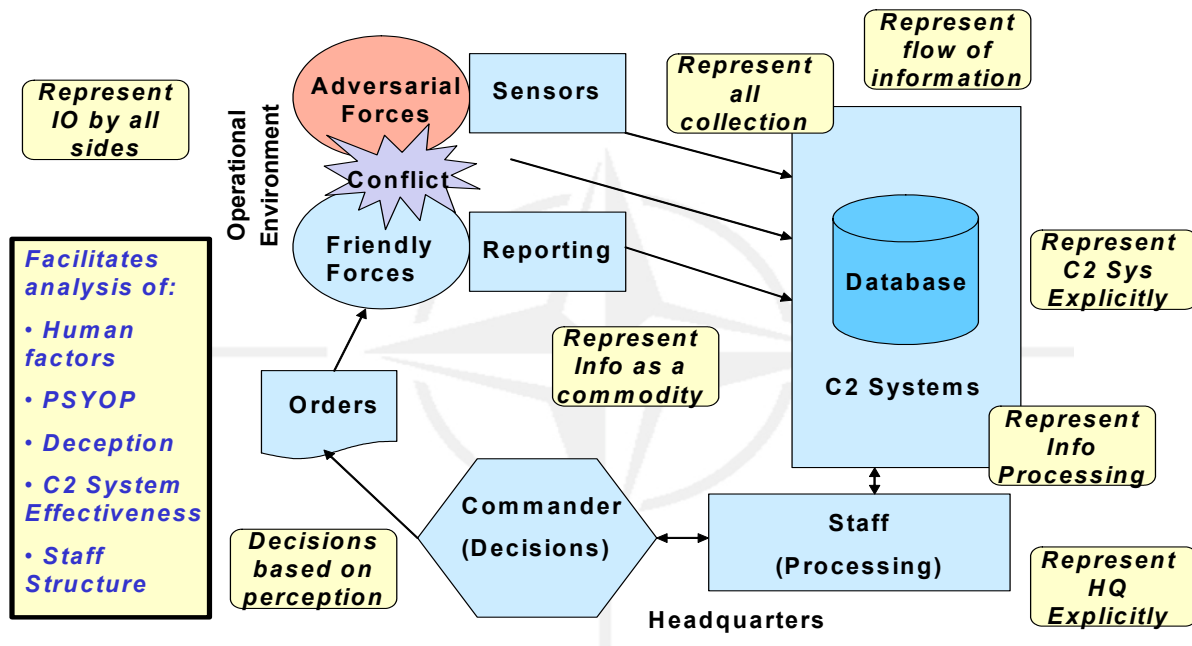 Represent
flow of
information
Represent
IO by all
sides
Operational
Environment
Adversarial
Forces
Sensors
Represent
all
collection
Conflict
Friendly
Forces
Reporting
Database
C2 Systems
Represent
C2 Sys
Explicitly
Facilitates
analysis of:
• Human
factors
• PSYOP
• Deception
• C2 System
Effectiveness
• Staff
Structure
Represent
Info as a
commodity
Orders
Represent
Info
Processing
Commander
(Decisions)
Staff
(Processing)
Decisions
based on
perception
Represent
HQ
Explicitly
Headquarters